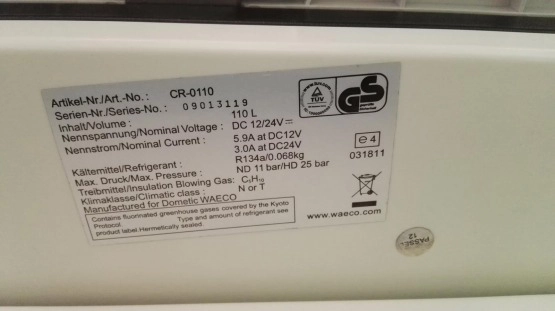 Artikel-Nr./Art.-No. : CR-0110
Serien-Nr./Series-No. : 09013119
Inhalt/Volume : 110 L
Nennspannung/Nominal Voltage : DC 12/24V
Nennstrom/Nominal Current : 5.9A at DC12V
3.0A at DC24V
Kältemittel/Refrigerant : R134a/0.068kg
Max. Druck/Max. Pressure : ND 11 bar/HD 25 bar
Treibmittel/Insulation Blowing Gas: C₅H₁₀
Klimaklasse/Climatic class : N or T
Manufactured for Dometic WAECO
Contains fluorinated greenhouse gases covered by the Kyoto
Protocol. Type and amount of refrigerant see
product label.Hermetically sealed.
TÜV
GS
e4
031811
www.waeco.com
PASSED
12